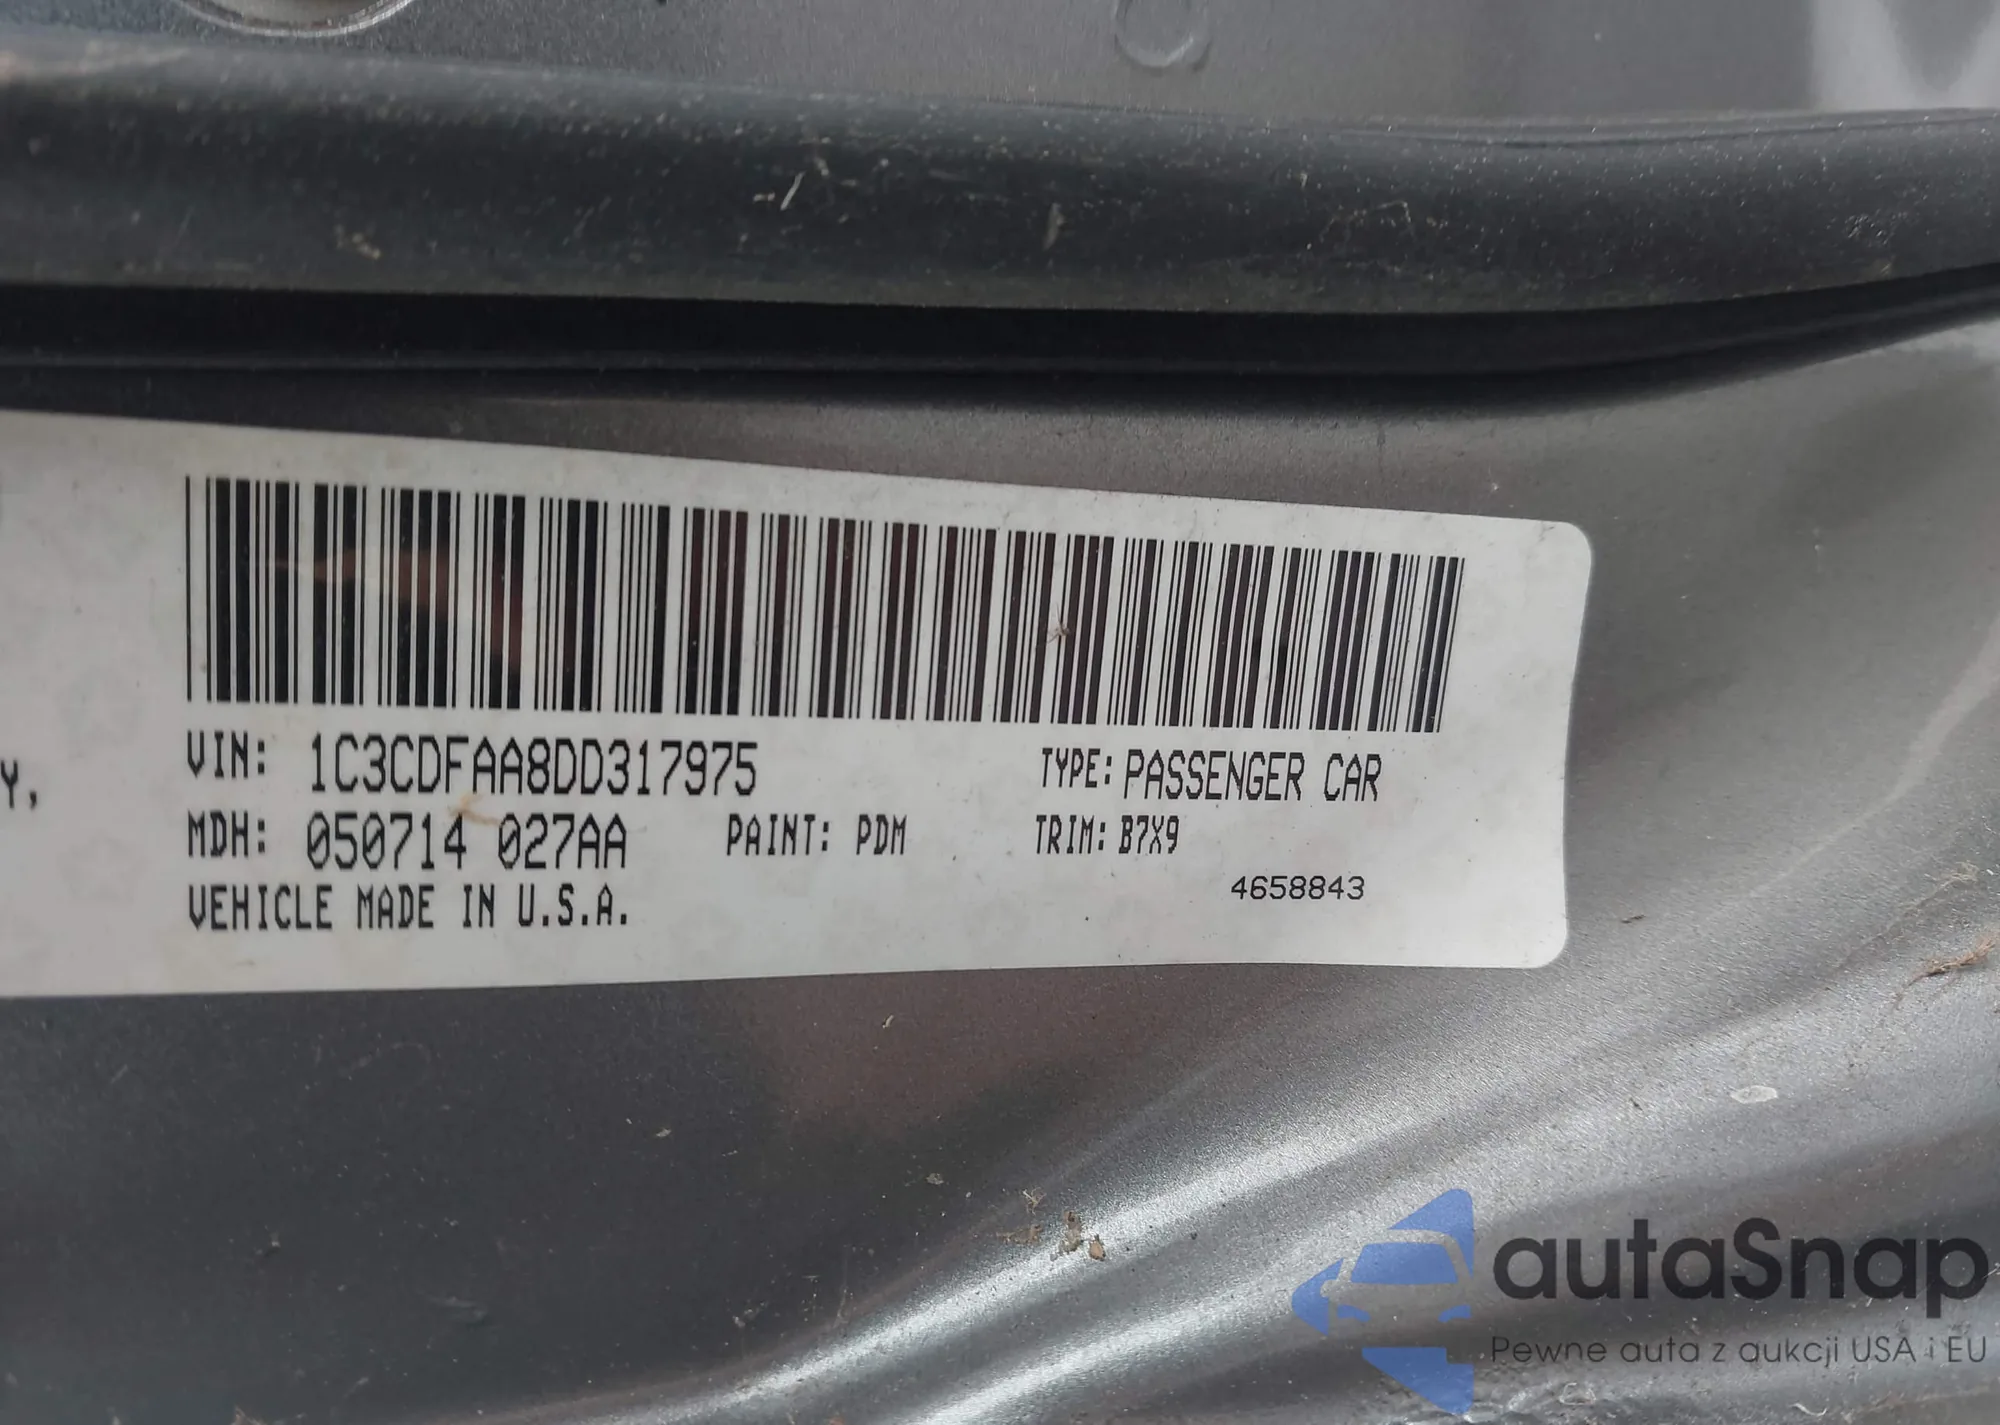 Y,
VIN: 1C3CDFAA8DD317975 TYPE: PASSENGER CAR
MDH: 050714 027AA PAINT: PDM TRIM: B7X9
4658843
VEHICLE MADE IN U.S.A.
autaSnap
Pewne auta z aukcji USA i EU